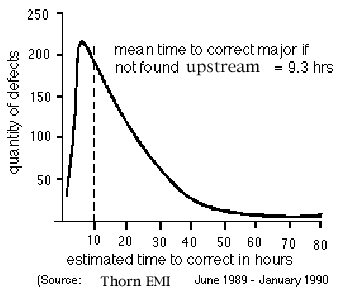 250
200
150
100
50
quantity of defects
mean time to correct major if
not found upstream = 9.3 hrs
10 20 30 40 50 60 70 80
estimated time to correct in hours
(Source: Thorn EMI June 1989 - January 1990